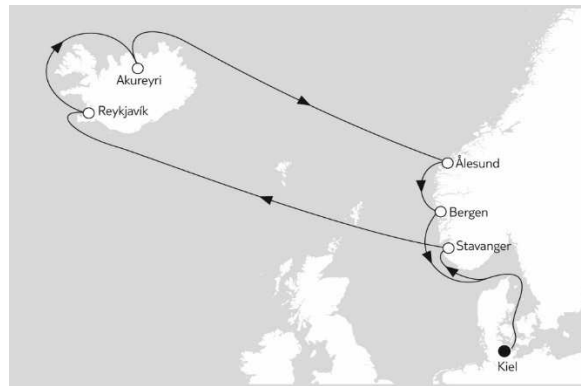 Akureyri
Reykjavík
Ålesund
Bergen
Stavanger
Kiel